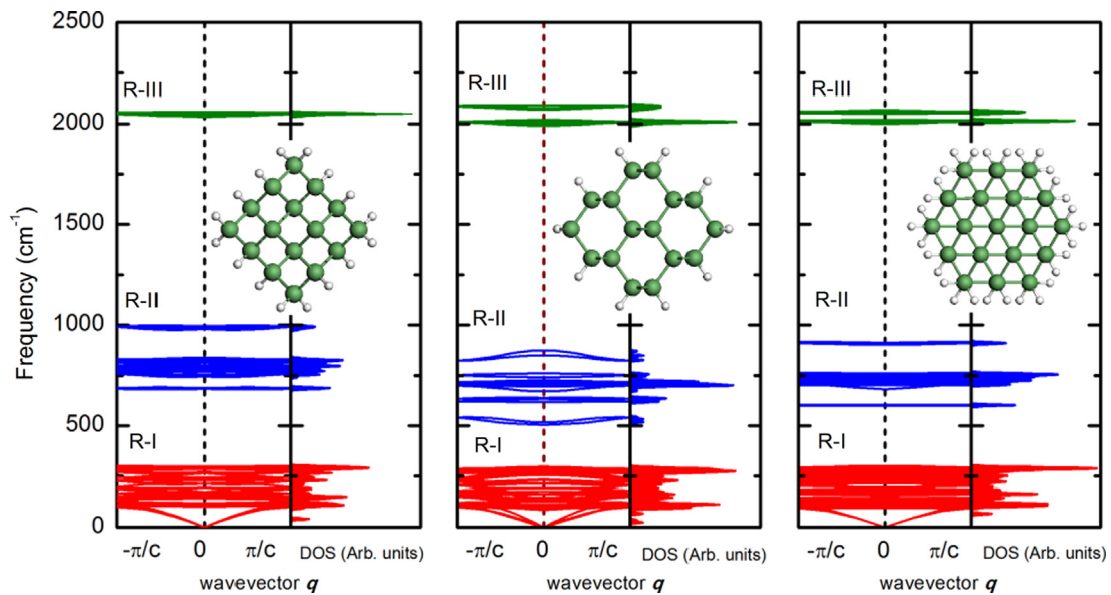 2500
2000
1500
1000
500
0
Frequency (cm⁻¹)
R-III
R-II
R-I
-π/C 0 π/C DOS (Arb. units)
wavevector q
R-III
R-II
R-I
-π/C 0 π/C DOS (Arb. units)
wavevector q
R-III
R-II
R-I
-π/C 0 π/C DOS (Arb. units)
wavevector q